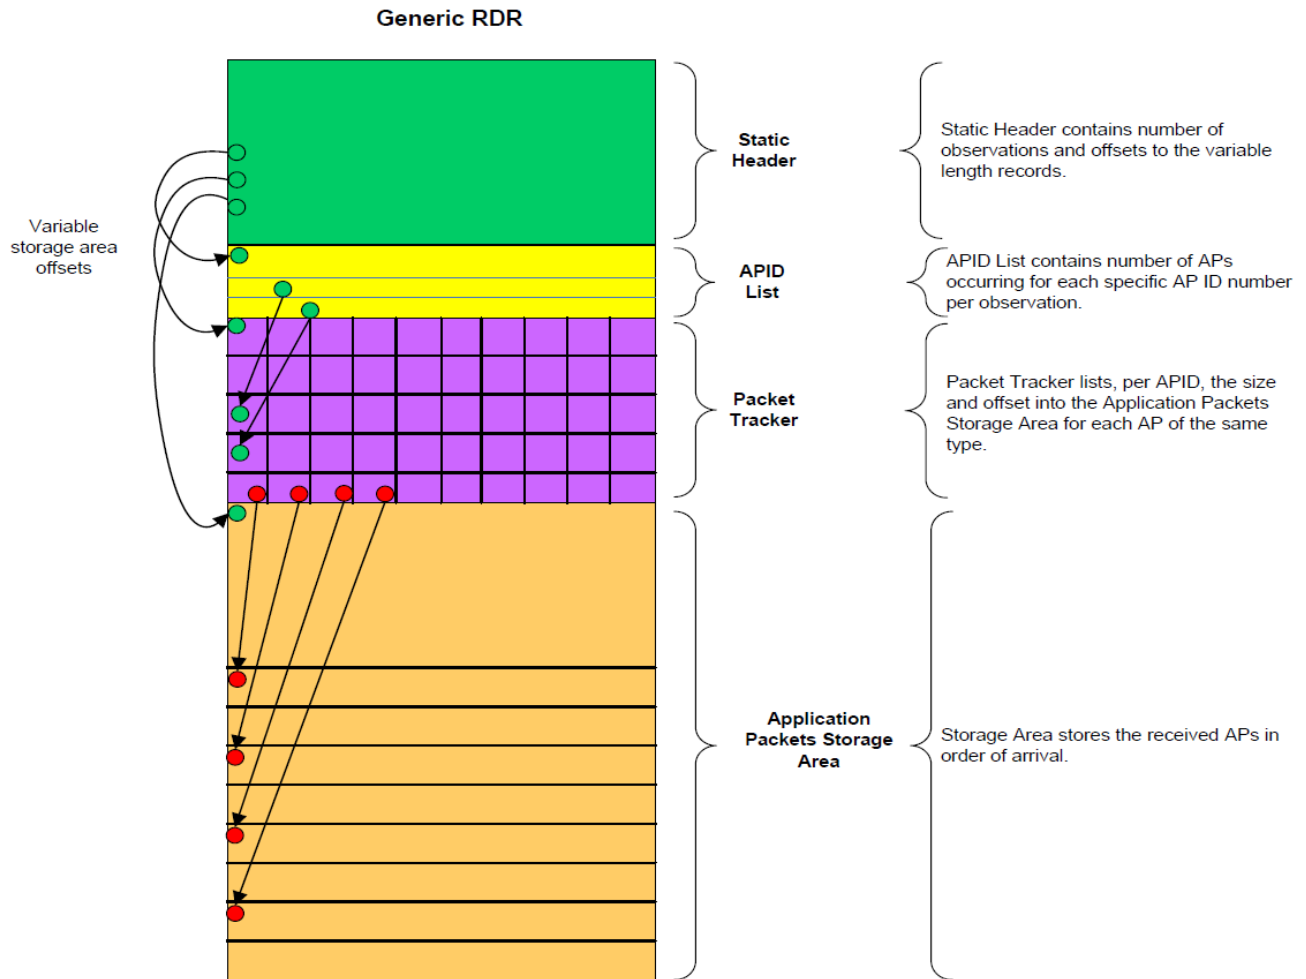 Generic RDR
Static
Header
Static Header contains number of
observations and offsets to the variable
length records.
Variable
storage area
offsets
APID
List
APID List contains number of APs
occurring for each specific AP ID number
per observation.
Packet
Tracker
Packet Tracker lists, per APID, the size
and offset into the Application Packets
Storage Area for each AP of the same
type.
Application
Packets Storage
Area
Storage Area stores the received APs in
order of arrival.